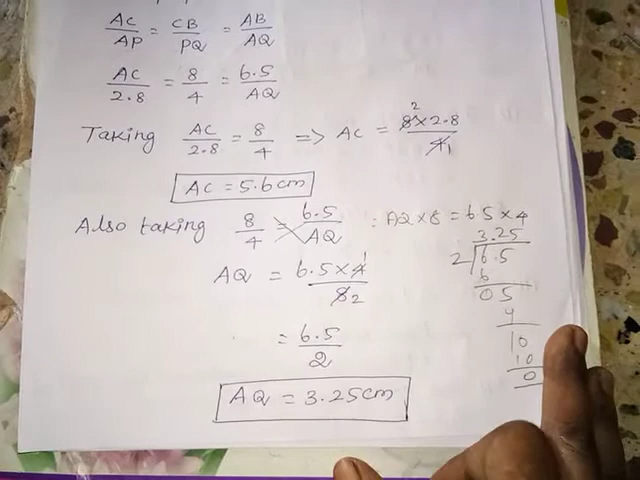 AC/AP = CB/PQ = AB/AQ
AC/2.8 = 8/4 = 6.5/AQ
Taking AC/2.8 = 8/4 => AC = 8×2.8/4 2 1
AC = 5.6cm
Also taking 8/4 = 6.5/AQ : AQ×8 = 6.5×4
AQ = 6.5×4/8 1 2
= 6.5/2
AQ = 3.25cm
3.25
2)6.5
6
05
4
10
10
0